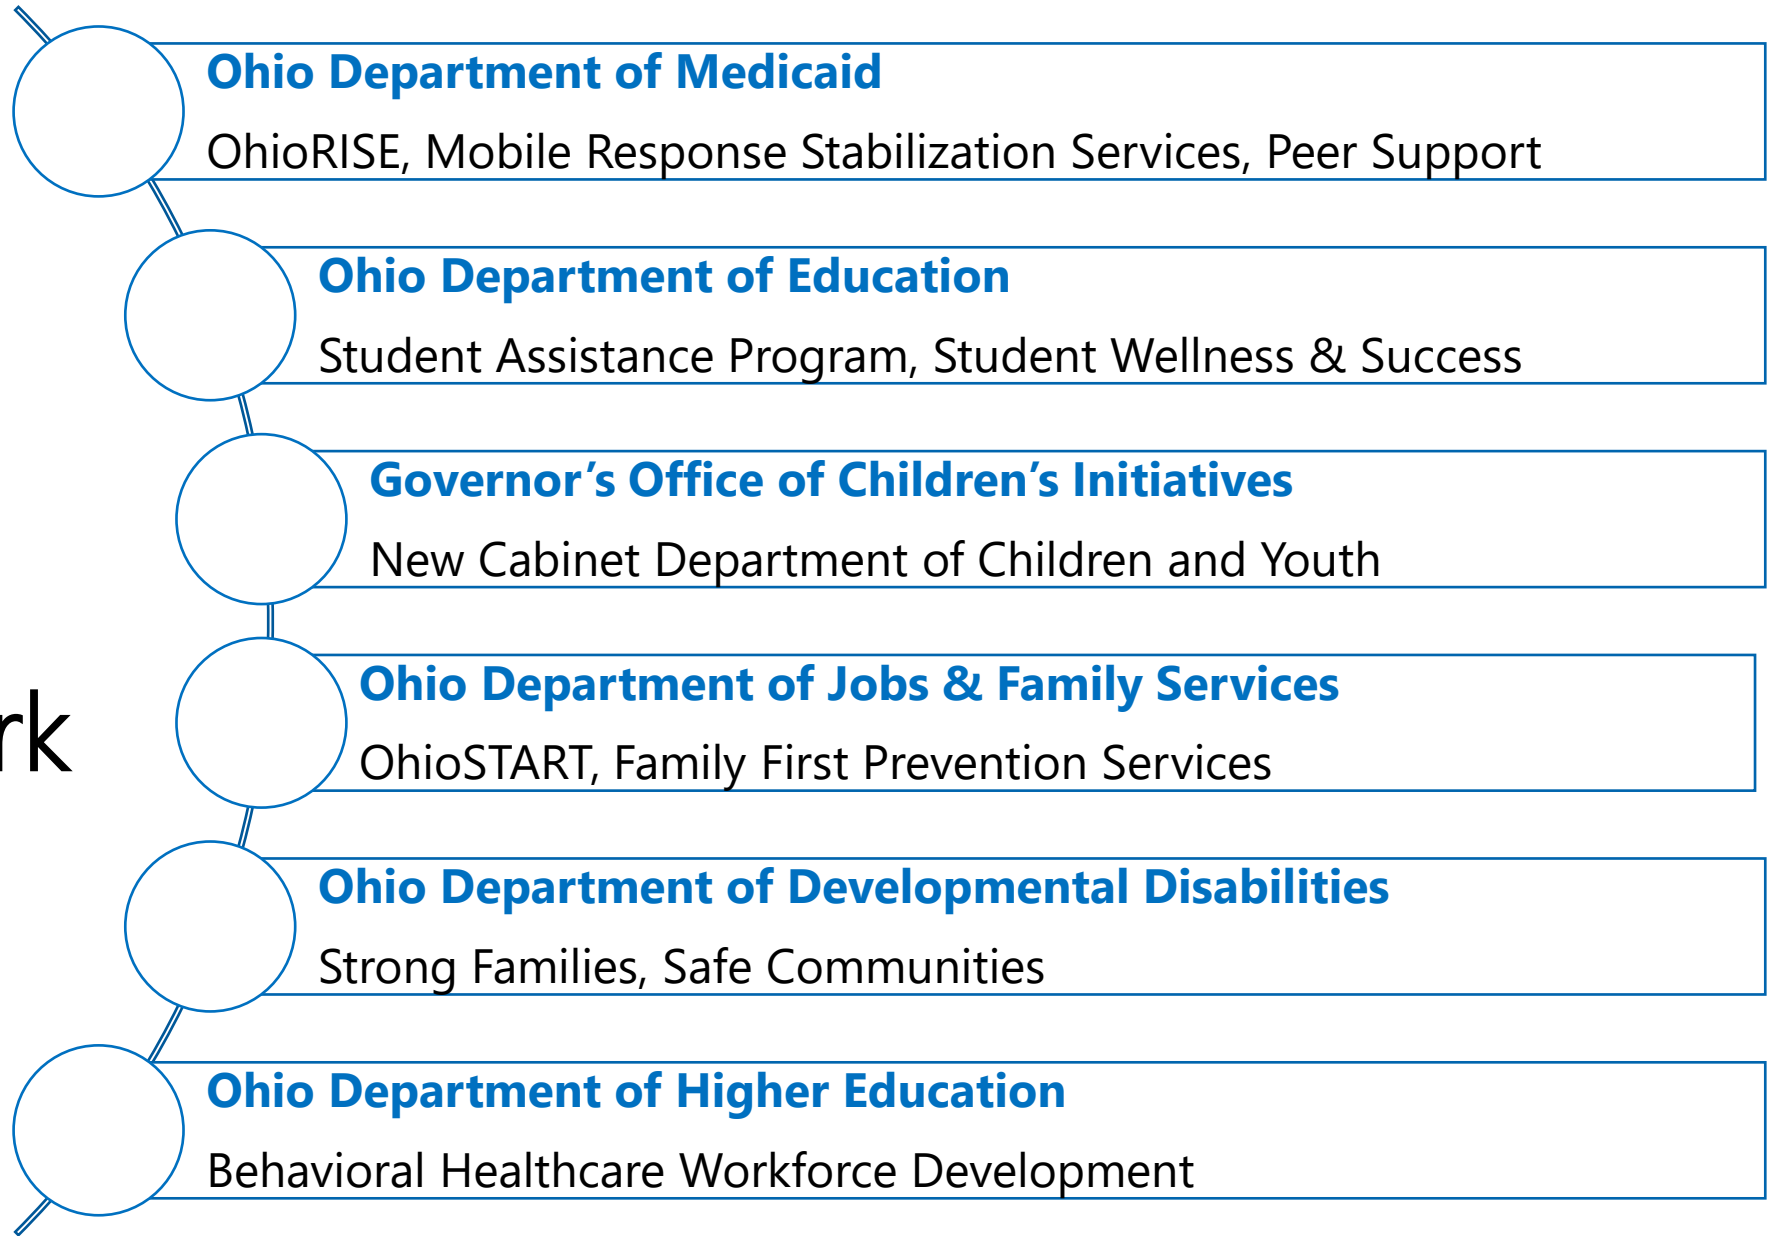 Ohio Department of Medicaid
OhioRISE, Mobile Response Stabilization Services, Peer Support
Ohio Department of Education
Student Assistance Program, Student Wellness & Success
Governor’s Office of Children’s Initiatives
New Cabinet Department of Children and Youth
Ohio Department of Jobs & Family Services
OhioSTART, Family First Prevention Services
Ohio Department of Developmental Disabilities
Strong Families, Safe Communities
Ohio Department of Higher Education
Behavioral Healthcare Workforce Development